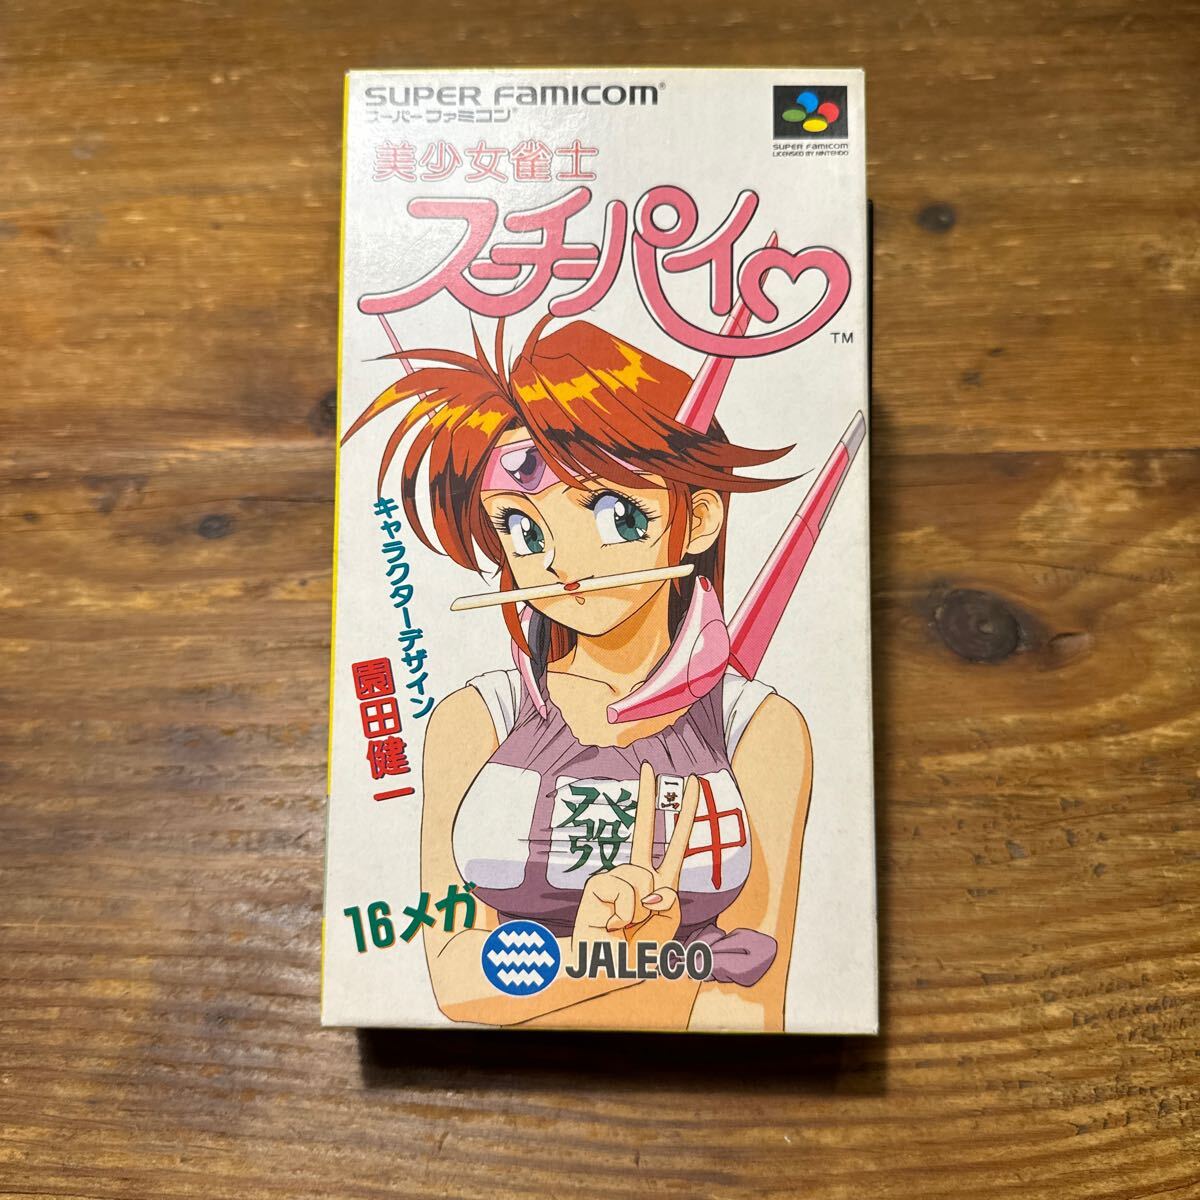 SUPER Famicom®
スーパーファミコン®
SUPER Famicom
LICENSED BY NINTENDO
美少女雀士
スーチーパイ
TM
キャラクターデザイン
園田健一
發
一萬
中
16メガ
JALECO